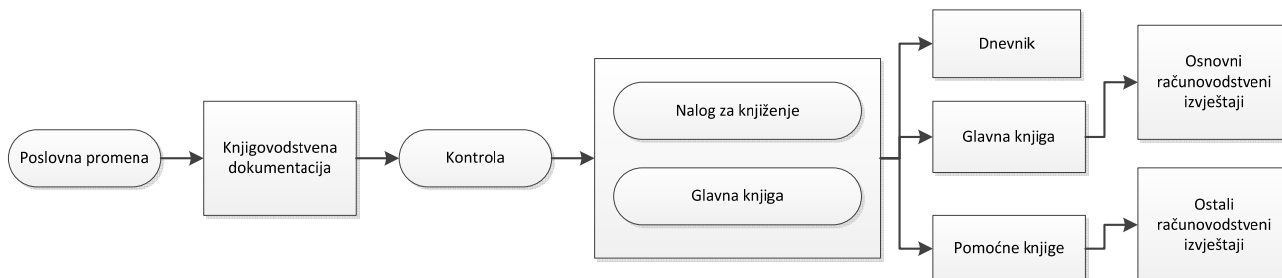 Poslovna promena
Knjigovodstvena
dokumentacija
Kontrola
Nalog za knjiženje
Glavna knjiga
Dnevnik
Glavna knjiga
Pomoćne knjige
Osnovni
računovodstveni
izvještaji
Ostali
računovodstveni
izvještaji